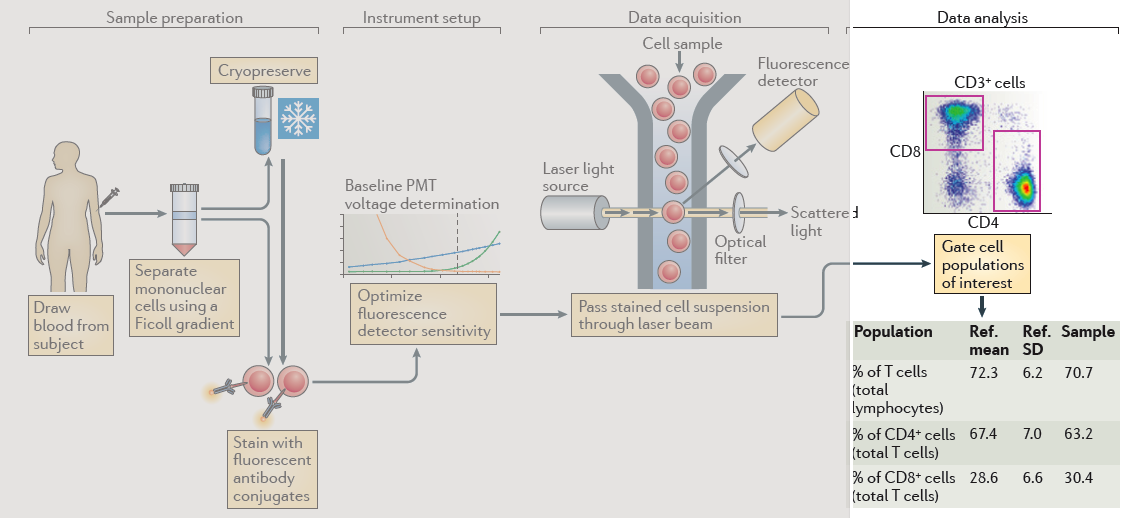 Sample preparation
Instrument setup
Data acquisition
Data analysis
Cryopreserve
Draw
blood from
subject
Separate
mononuclear
cells using a
Ficoll gradient
Stain with
fluorescent
antibody
conjugates
Baseline PMT
voltage determination
Optimize
fluorescence
detector sensitivity
Cell sample
Fluorescence
detector
Laser light
source
Scattered
light
Optical
filter
Pass stained cell suspension
through laser beam
CD3⁺ cells
CD8
CD4
Gate cell
populations
of interest
Population Ref. mean Ref. SD Sample
% of T cells 72.3 6.2 70.7
(total
lymphocytes)
% of CD4⁺ cells 67.4 7.0 63.2
(total T cells)
% of CD8⁺ cells 28.6 6.6 30.4
(total T cells)